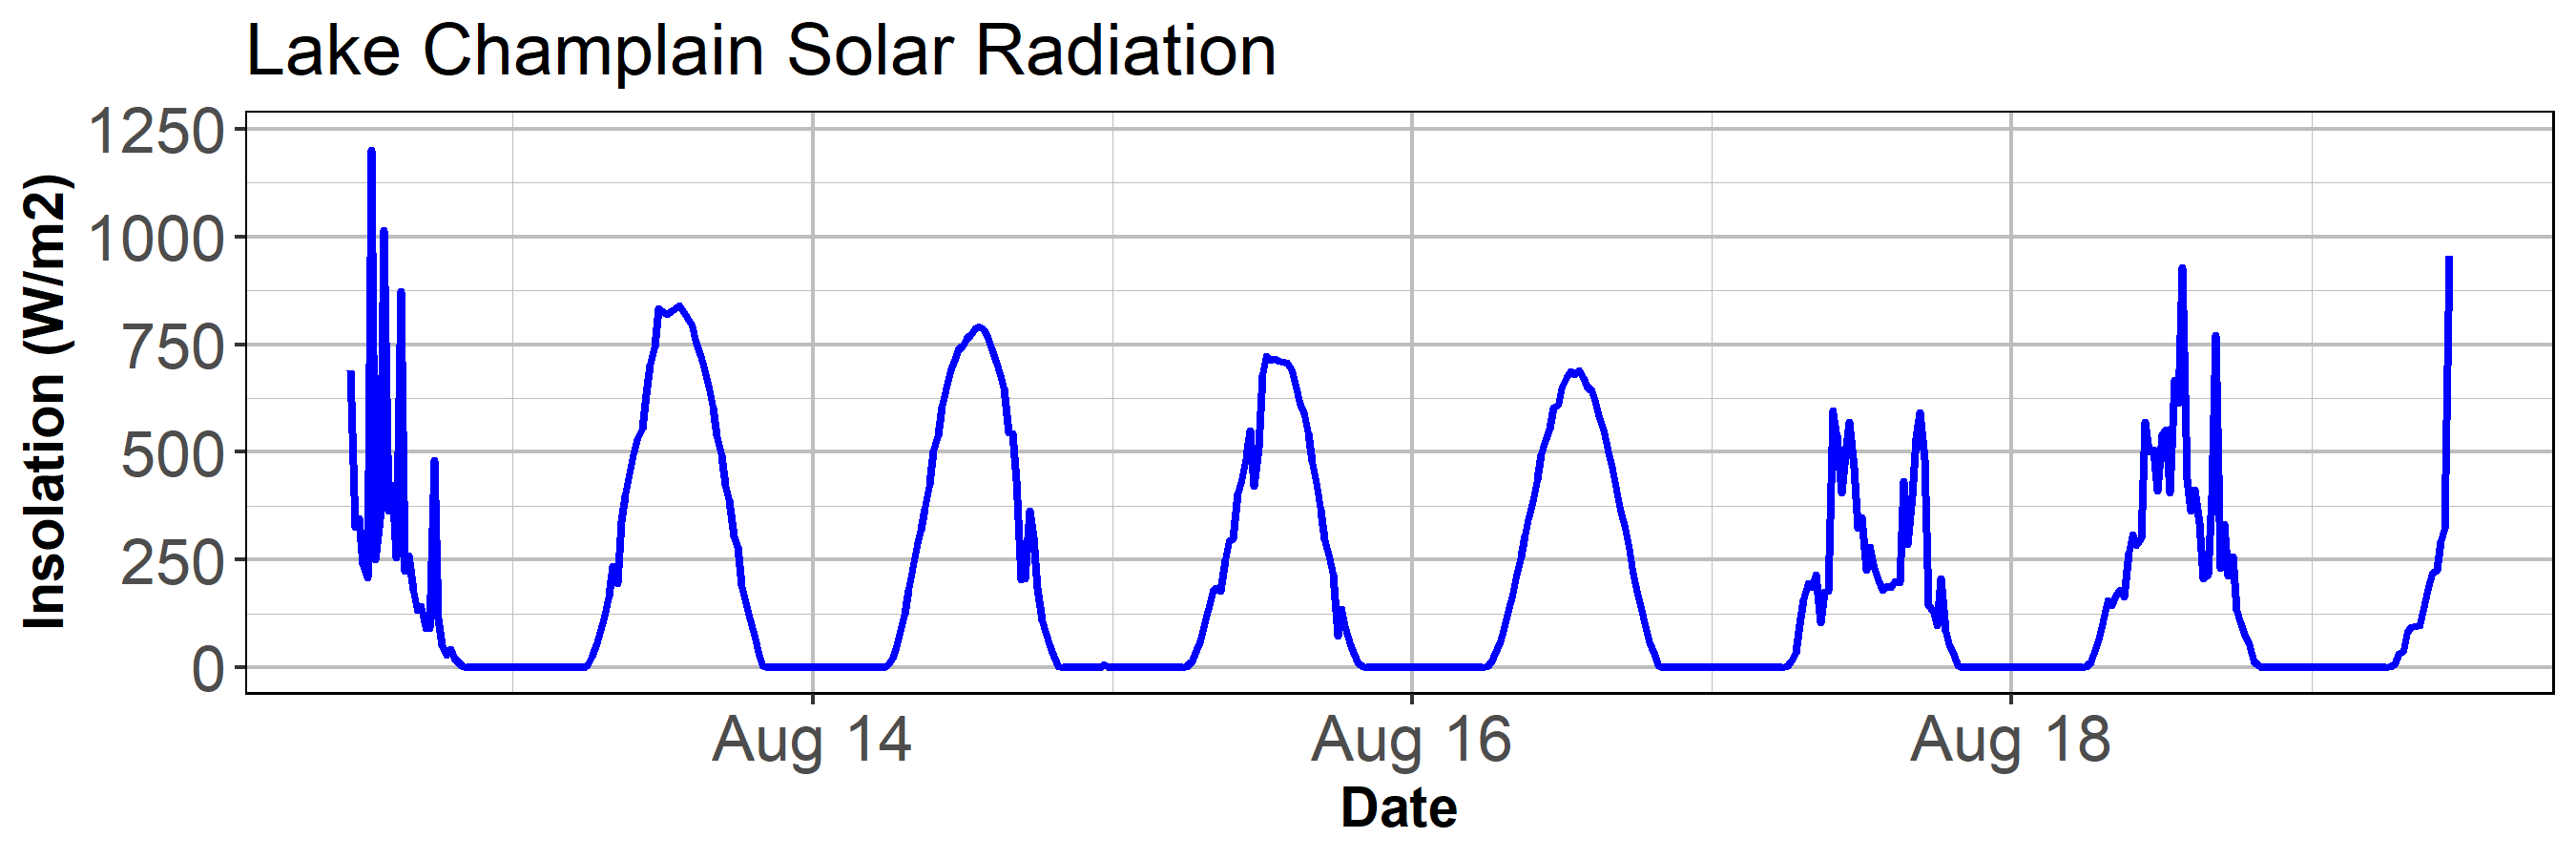 Lake Champlain Solar Radiation
Insolation (W/m2)
1250
1000
750
500
250
0
Aug 14 Aug 16 Aug 18
Date